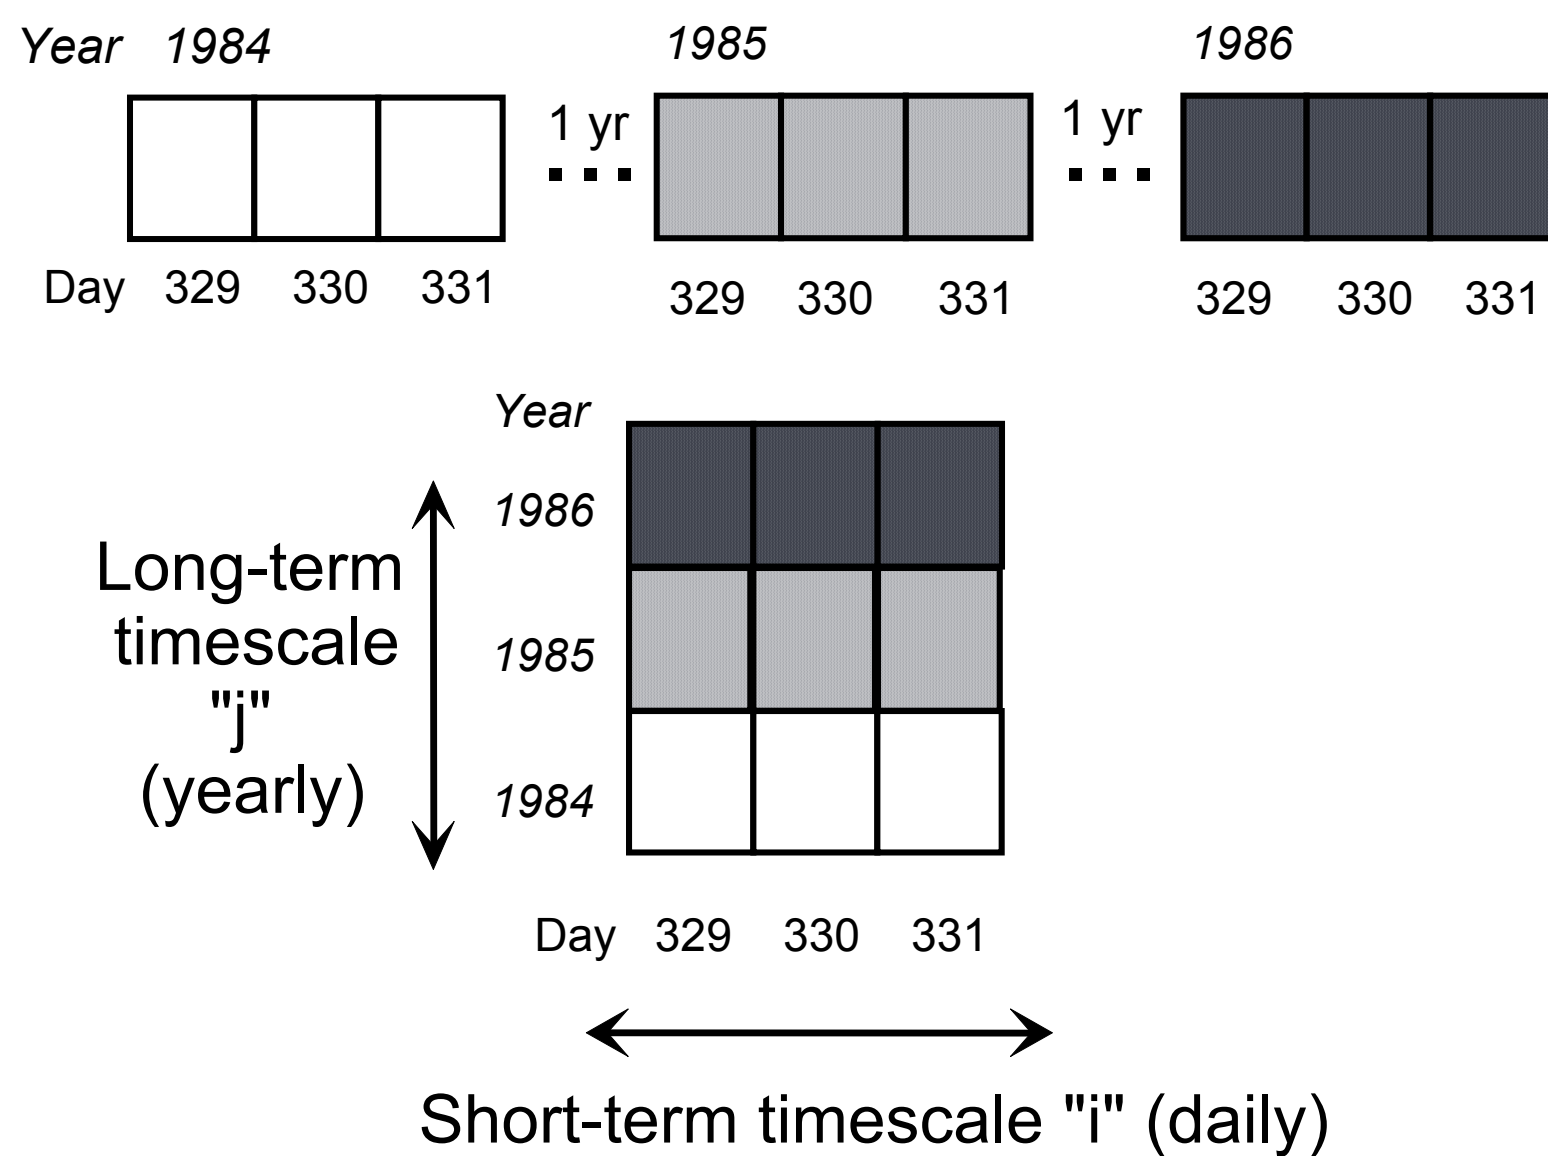 Year 1984 1985 1986
1 yr 1 yr
Day 329 330 331 329 330 331 329 330 331
Year
1986
Long-term
timescale
1985
"j"
(yearly)
1984
Day 329 330 331
Short-term timescale "i" (daily)